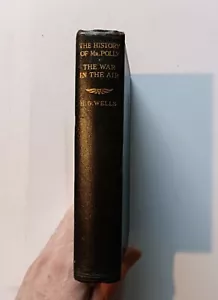 THE HISTORY
OF MR. POLLY
THE WAR
IN THE AIR
H. G. WELLS